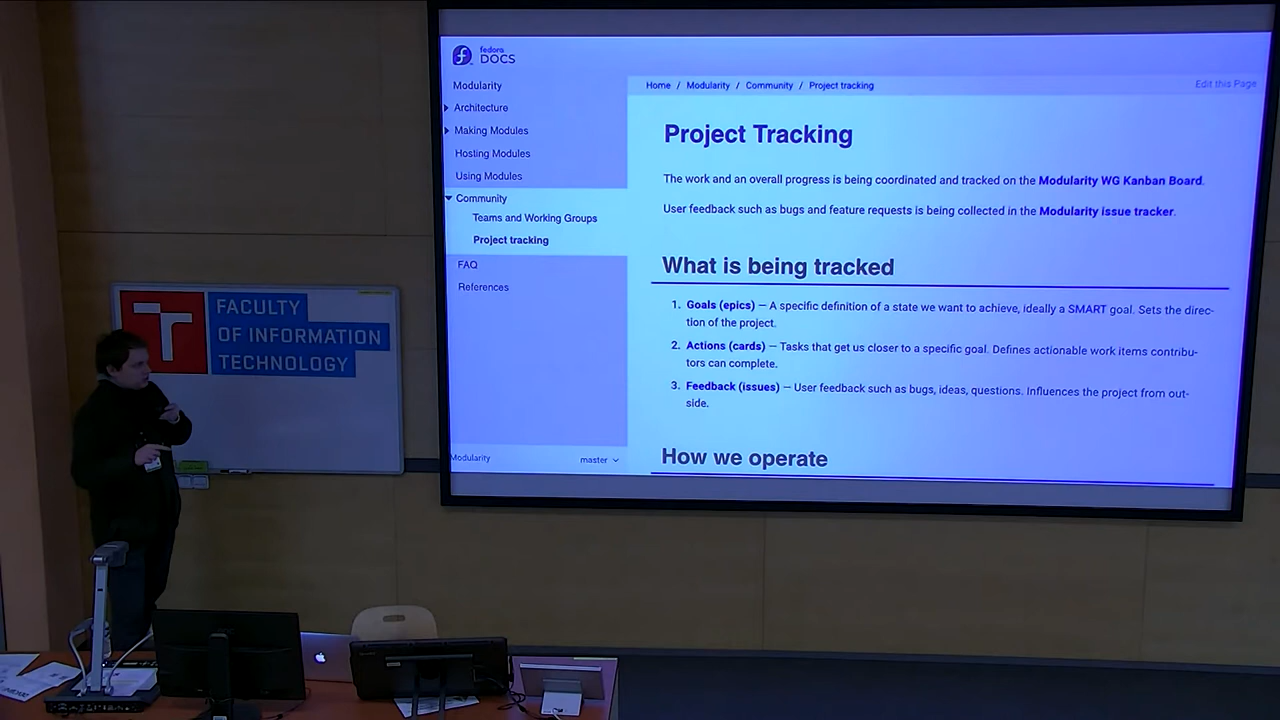 fedora
DOCS
Modularity
Architecture
Making Modules
Hosting Modules
Using Modules
Community
Teams and Working Groups
Project tracking
FAQ
References
Modularity
master
Home / Modularity / Community / Project tracking
Edit this Page
Project Tracking
The work and an overall progress is being coordinated and tracked on the Modularity WG Kanban Board.
User feedback such as bugs and feature requests is being collected in the Modularity issue tracker.
What is being tracked
1. Goals (epics) — A specific definition of a state we want to achieve, ideally a SMART goal. Sets the direc-
tion of the project.
2. Actions (cards) — Tasks that get us closer to a specific goal. Defines actionable work items contribu-
tors can complete.
3. Feedback (issues) — User feedback such as bugs, ideas, questions. Influences the project from out-
side.
How we operate
FACULTY
OF INFORMATION
TECHNOLOGY